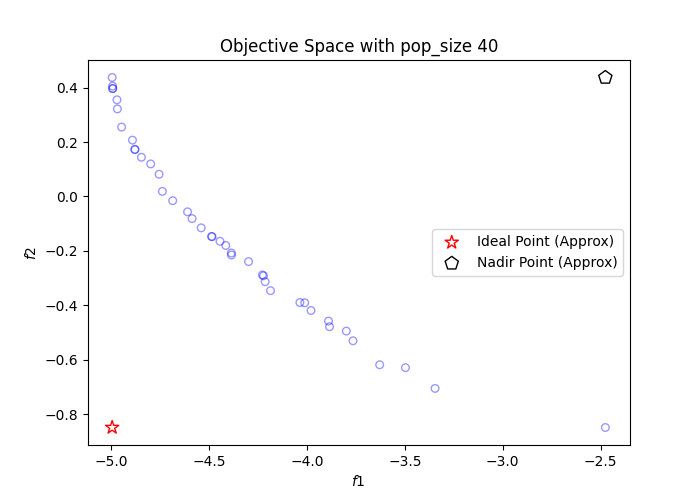 Objective Space with pop_size 40
0.4
0.2
0.0
−0.2
−0.4
−0.6
−0.8
f2
Ideal Point (Approx)
Nadir Point (Approx)
−5.0 −4.5 −4.0 −3.5 −3.0 −2.5
f1